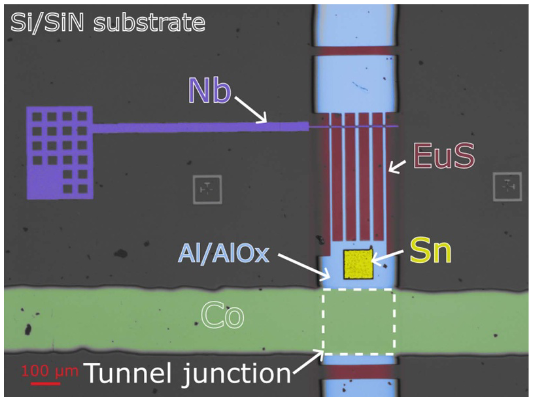 Si/SiN substrate
Nb
EuS
Al/AlOx
Sn
Co
100 μm
Tunnel junction